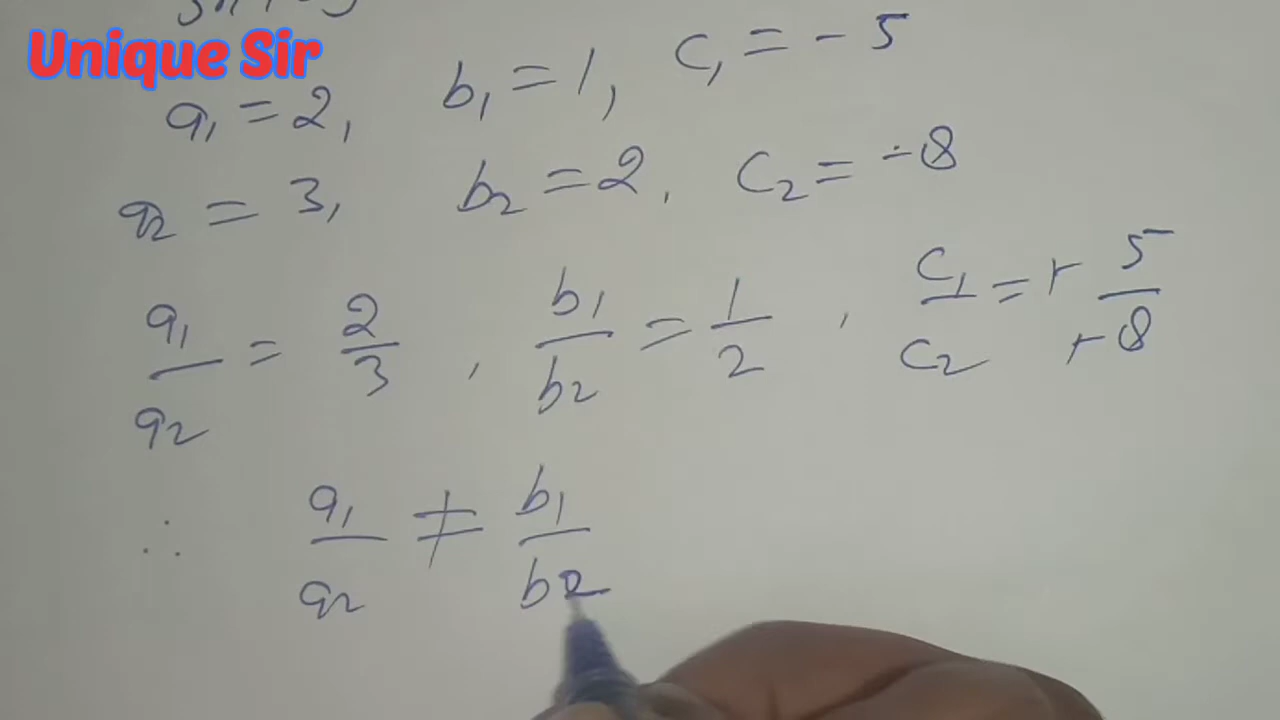 Unique Sir
a₁ = 2, b₁ = 1, c₁ = - 5
a₂ = 3, b₂ = 2, c₂ = - 8
a₁/a₂ = 2/3, b₁/b₂ = 1/2, c₁/c₂ = + 5/+8
∴ a₁/a₂ ≠ b₁/b₂